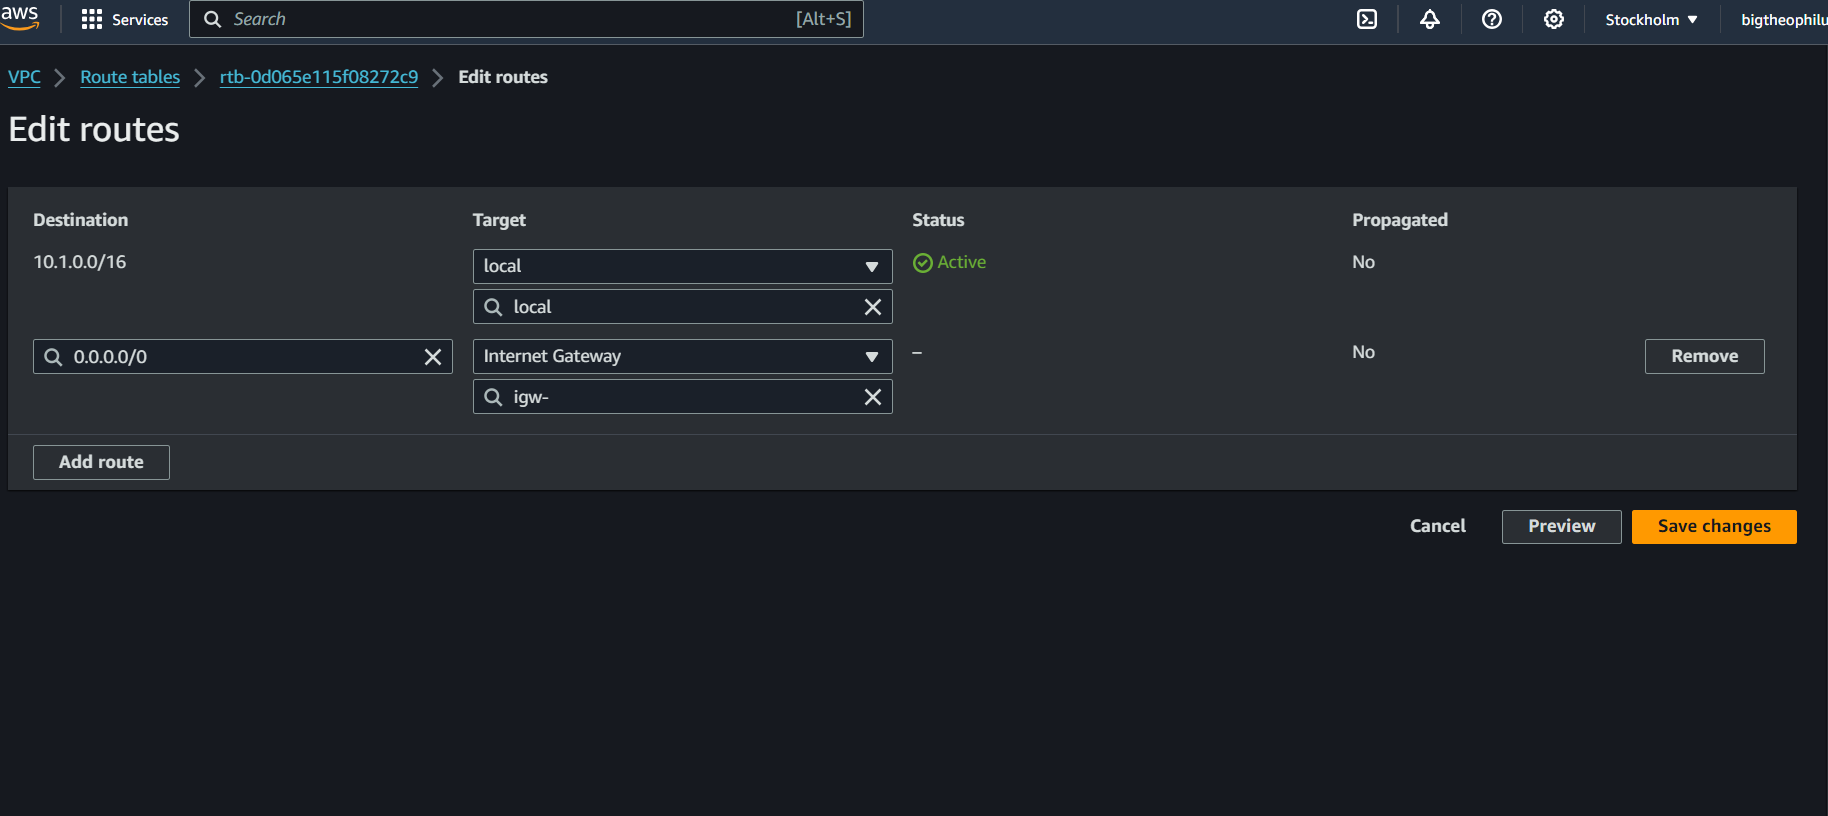 aws Services Search [Alt+S] Stockholm bigtheophilu
VPC Route tables rtb-0d065e115f08272c9 Edit routes
Edit routes
Destination Target Status Propagated
10.1.0.0/16 local Active No
local
0.0.0.0/0 Internet Gateway – No Remove
igw-
Add route
Cancel Preview Save changes